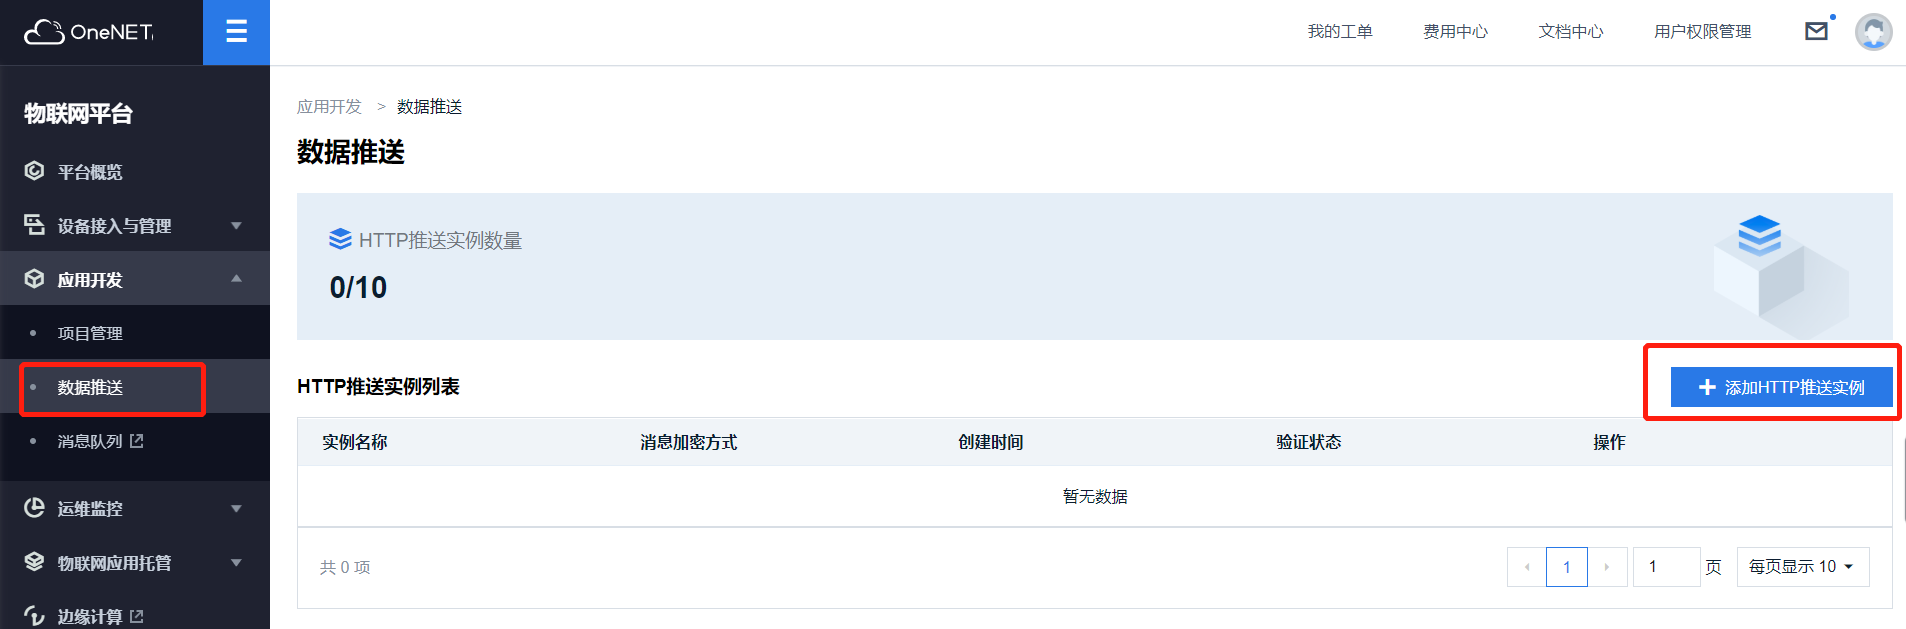 OneNET
我的工单 费用中心 文档中心 用户权限管理
物联网平台
平台概览
设备接入与管理
应用开发
项目管理
数据推送
消息队列
运维监控
物联网应用托管
边缘计算
应用开发 > 数据推送
数据推送
HTTP推送实例数量
0/10
HTTP推送实例列表
添加HTTP推送实例
实例名称 消息加密方式 创建时间 验证状态 操作
暂无数据
共 0 项
1 1 页 每页显示 10